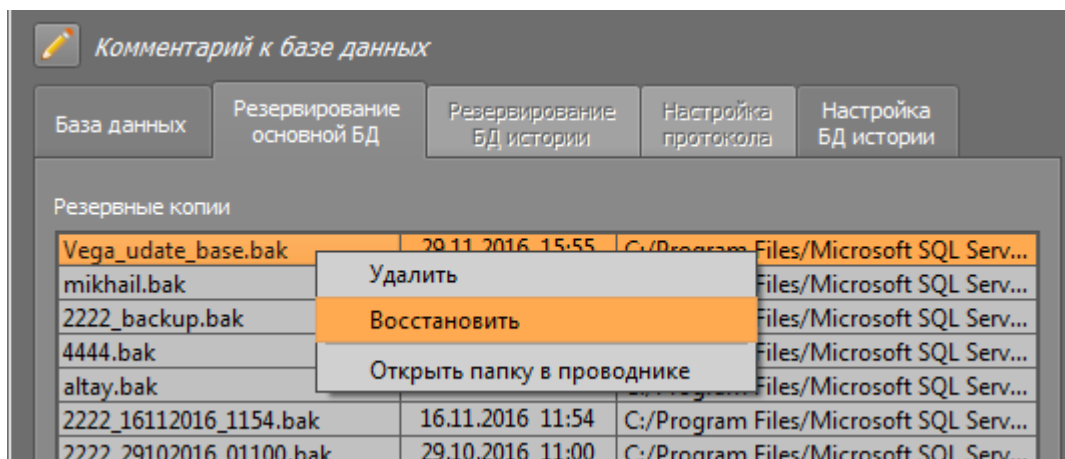 Комментарий к базе данных
База данных
Резервирование
основной БД
Резервирование
БД истории
Настройка
протокола
Настройка
БД истории
Резервные копии
Vega_udate_base.bak 29.11.2016 15:55 C:/Program Files/Microsoft SQL Serv...
mikhail.bak Files/Microsoft SQL Serv...
2222_backup.bak Files/Microsoft SQL Serv...
4444.bak Files/Microsoft SQL Serv...
altay.bak Files/Microsoft SQL Serv...
2222_16112016_1154.bak 16.11.2016 11:54 C:/Program Files/Microsoft SQL Serv...
2222_29102016_01100.bak 29.10.2016 11:00 C:/Program Files/Microsoft SQL Serv...
Удалить
Восстановить
Открыть папку в проводнике